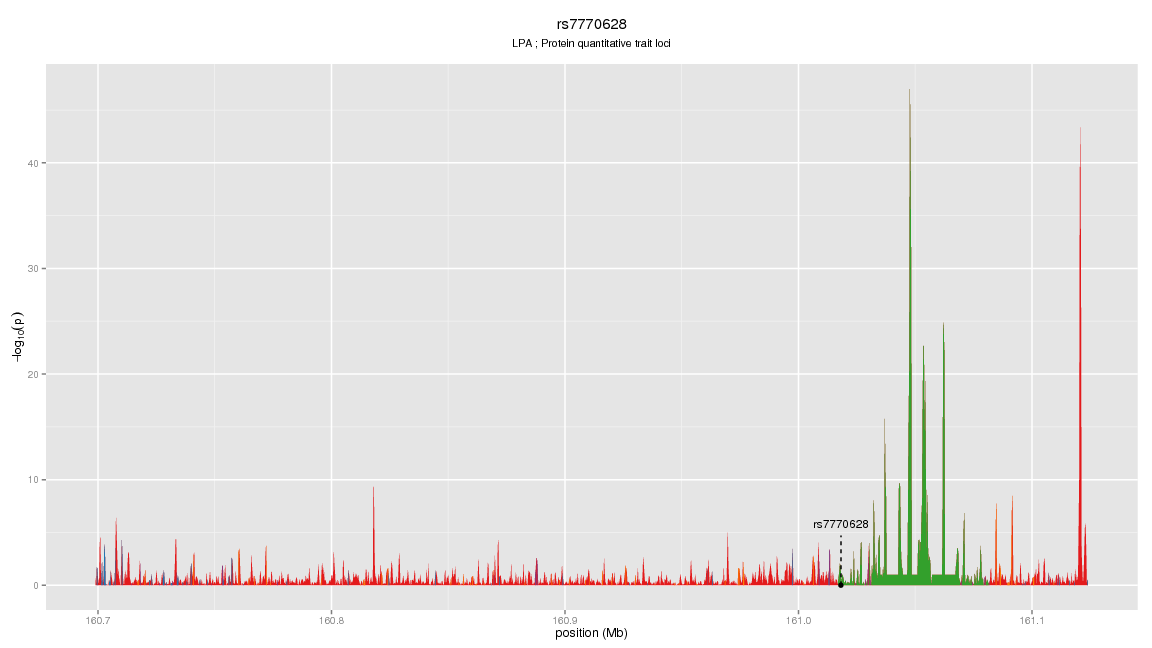 rs7770628
LPA ; Protein quantitative trait loci
−log10(p)
40
30
20
10
0
rs7770628
160.7 160.8 160.9 161.0 161.1
position (Mb)